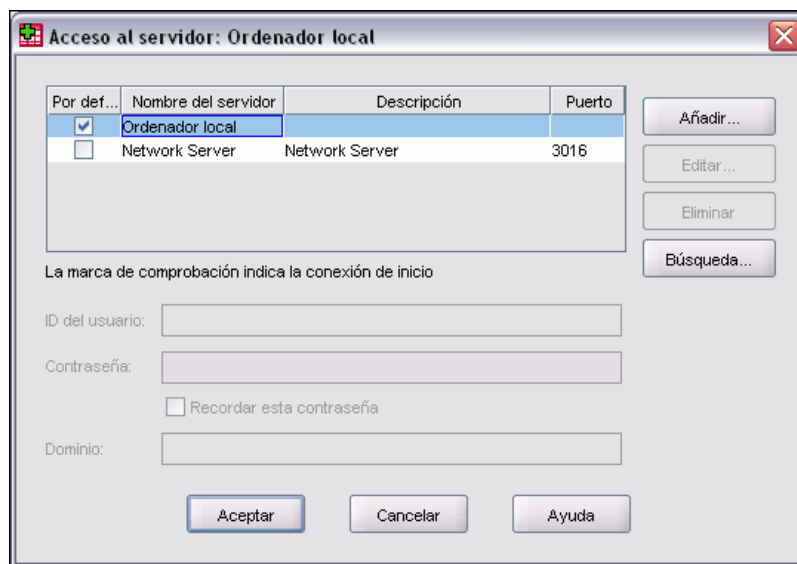 Acceso al servidor: Ordenador local
Por def... Nombre del servidor Descripción Puerto
Ordenador local
Network Server Network Server 3016
Añadir...
Editar...
Eliminar
Búsqueda...
La marca de comprobación indica la conexión de inicio
ID del usuario:
Contraseña:
Recordar esta contraseña
Dominio:
Aceptar Cancelar Ayuda